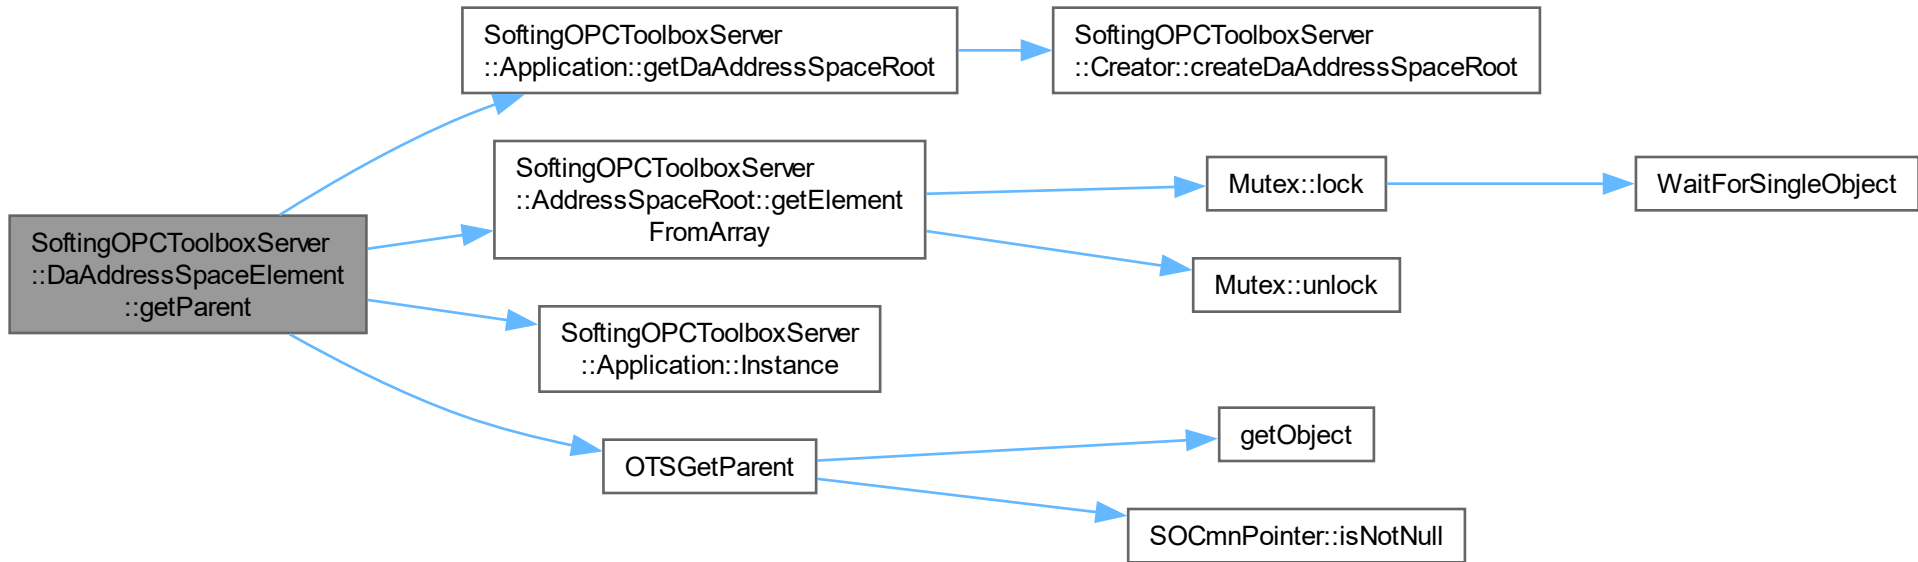 SoftingOPCToolboxServer
::Application::getDaAddressSpaceRoot
SoftingOPCToolboxServer
::Creator::createDaAddressSpaceRoot
SoftingOPCToolboxServer
::AddressSpaceRoot::getElement
FromArray
Mutex::lock
WaitForSingleObject
SoftingOPCToolboxServer
::DaAddressSpaceElement
::getParent
Mutex::unlock
SoftingOPCToolboxServer
::Application::Instance
getObject
OTSGetParent
SOCmnPointer::isNotNull